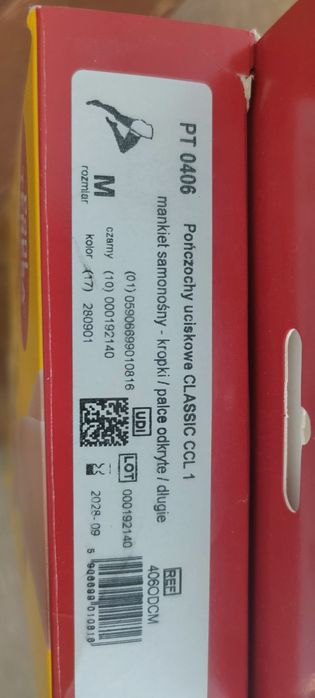 PT 0406 Pończochy uciskowe CLASSIC CCL 1
mankiet samonośny - kropki / palce odkryte / długie
REF
406ODCM
(01) 05906699010816
UDI
LOT
000192140
M
rozmiar
czarny
kolor
(10) 000192140
(17) 280901
2028-09
5 906699 010816